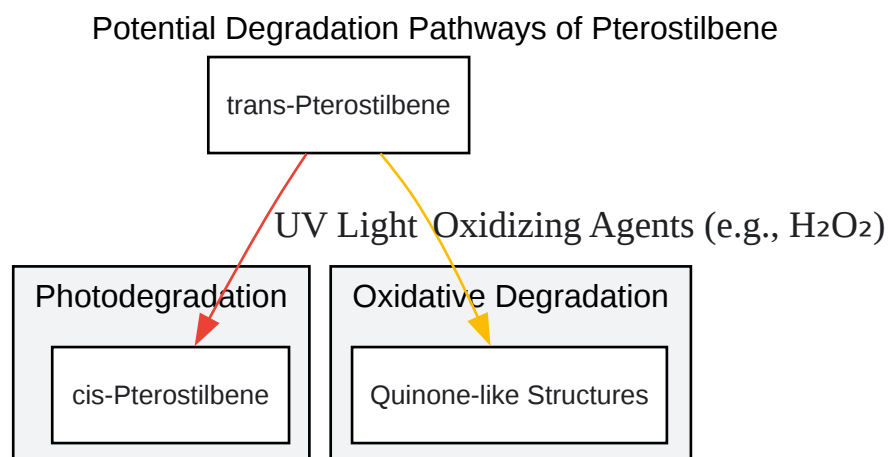 Potential Degradation Pathways of Pterostilbene
trans-Pterostilbene
UV Light
Oxidizing Agents (e.g., H₂O₂)
Photodegradation
Oxidative Degradation
cis-Pterostilbene
Quinone-like Structures